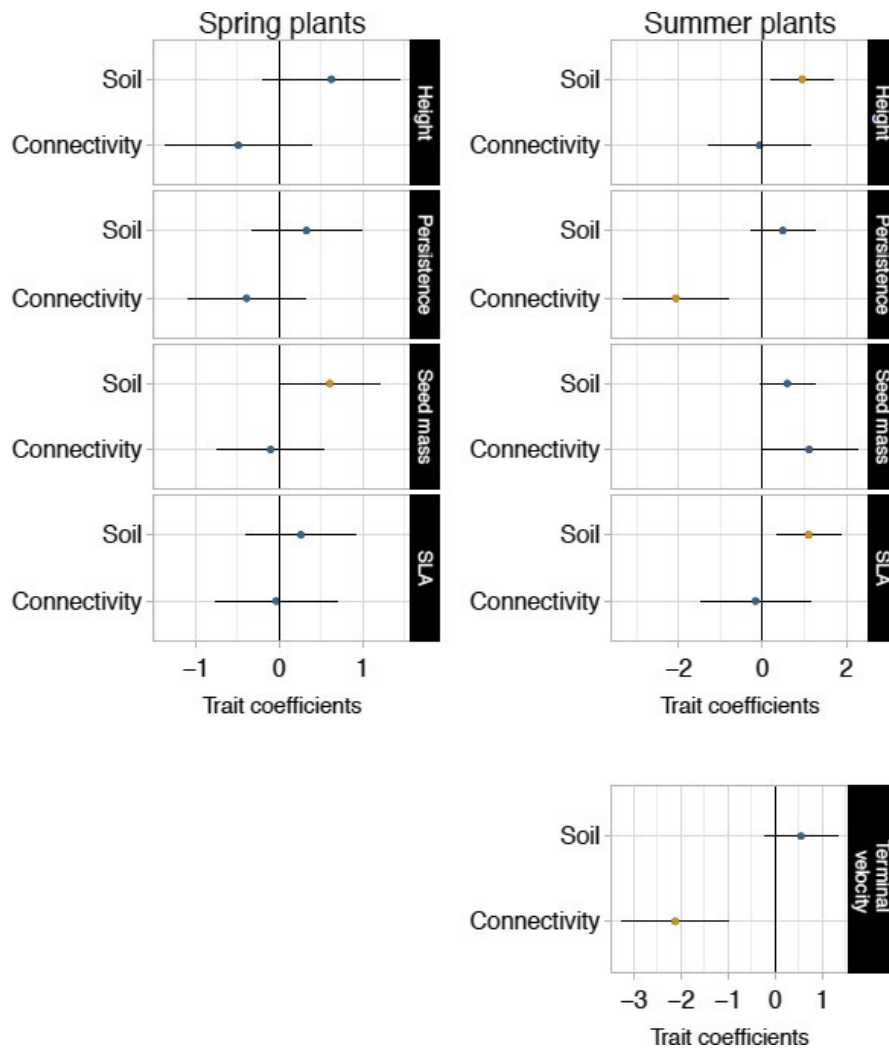 Spring plants
Soil
Connectivity
Height
Soil
Connectivity
Persistence
Soil
Connectivity
Seed mass
Soil
Connectivity
SLA
−1 0 1
Trait coefficients
Summer plants
Soil
Connectivity
Height
Soil
Connectivity
Persistence
Soil
Connectivity
Seed mass
Soil
Connectivity
SLA
−2 0 2
Trait coefficients
Soil
Connectivity
Terminal
velocity
−3 −2 −1 0 1
Trait coefficients